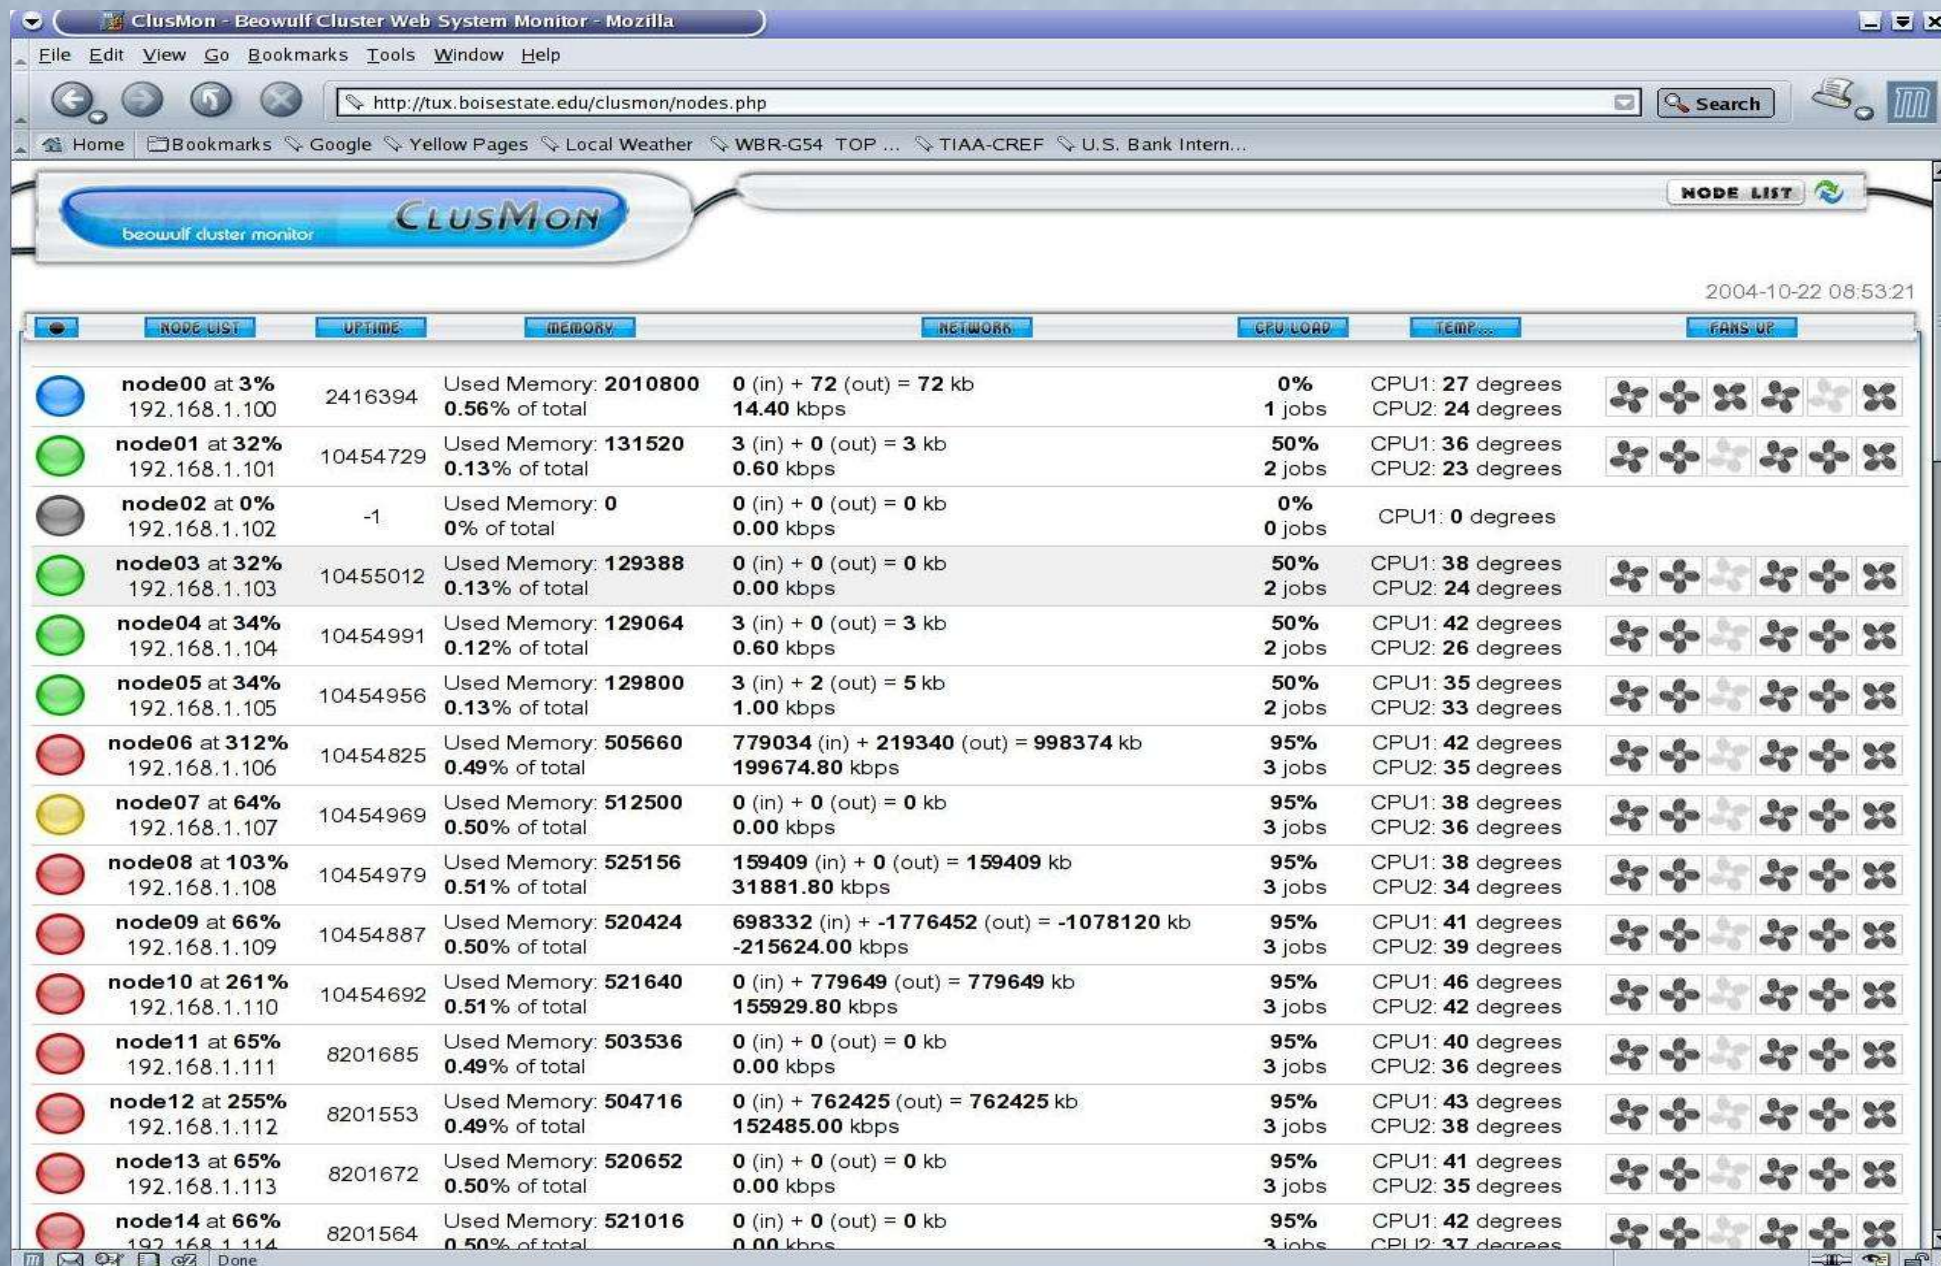 ClusMon - Beowulf Cluster Web System Monitor - Mozilla
File Edit View Go Bookmarks Tools Window Help
http://tux.boisestate.edu/clusmon/nodes.php
Search
Home Bookmarks Google Yellow Pages Local Weather WBR-G54 TOP ... TIAA-CREF U.S. Bank Intern...
NODE LIST
CLUSMON
beowulf cluster monitor
2004-10-22 08:53:21
NODE LIST UPTIME MEMORY NETWORK CPU LOAD TEMP... FANS UP
node00 at 3% 2416394 Used Memory: 2010800 0 (in) + 72 (out) = 72 kb 0% CPU1: 27 degrees
192.168.1.100 0.56% of total 14.40 kbps 1 jobs CPU2: 24 degrees
node01 at 32% 10454729 Used Memory: 131520 3 (in) + 0 (out) = 3 kb 50% CPU1: 36 degrees
192.168.1.101 0.13% of total 0.60 kbps 2 jobs CPU2: 23 degrees
node02 at 0% -1 Used Memory: 0 0 (in) + 0 (out) = 0 kb 0% CPU1: 0 degrees
192.168.1.102 0% of total 0.00 kbps 0 jobs
node03 at 32% 10455012 Used Memory: 129388 0 (in) + 0 (out) = 0 kb 50% CPU1: 38 degrees
192.168.1.103 0.13% of total 0.00 kbps 2 jobs CPU2: 24 degrees
node04 at 34% 10454991 Used Memory: 129064 3 (in) + 0 (out) = 3 kb 50% CPU1: 42 degrees
192.168.1.104 0.12% of total 0.60 kbps 2 jobs CPU2: 26 degrees
node05 at 34% 10454956 Used Memory: 129800 3 (in) + 2 (out) = 5 kb 50% CPU1: 35 degrees
192.168.1.105 0.13% of total 1.00 kbps 2 jobs CPU2: 33 degrees
node06 at 312% 10454825 Used Memory: 505660 779034 (in) + 219340 (out) = 998374 kb 95% CPU1: 42 degrees
192.168.1.106 0.49% of total 199674.80 kbps 3 jobs CPU2: 35 degrees
node07 at 64% 10454969 Used Memory: 512500 0 (in) + 0 (out) = 0 kb 95% CPU1: 38 degrees
192.168.1.107 0.50% of total 0.00 kbps 3 jobs CPU2: 36 degrees
node08 at 103% 10454979 Used Memory: 525156 159409 (in) + 0 (out) = 159409 kb 95% CPU1: 38 degrees
192.168.1.108 0.51% of total 31881.80 kbps 3 jobs CPU2: 34 degrees
node09 at 66% 10454887 Used Memory: 520424 698332 (in) + -1776452 (out) = -1078120 kb 95% CPU1: 41 degrees
192.168.1.109 0.50% of total -215624.00 kbps 3 jobs CPU2: 39 degrees
node10 at 261% 10454692 Used Memory: 521640 0 (in) + 779649 (out) = 779649 kb 95% CPU1: 46 degrees
192.168.1.110 0.51% of total 155929.80 kbps 3 jobs CPU2: 42 degrees
node11 at 65% 8201685 Used Memory: 503536 0 (in) + 0 (out) = 0 kb 95% CPU1: 40 degrees
192.168.1.111 0.49% of total 0.00 kbps 3 jobs CPU2: 36 degrees
node12 at 255% 8201553 Used Memory: 504716 0 (in) + 762425 (out) = 762425 kb 95% CPU1: 43 degrees
192.168.1.112 0.49% of total 152485.00 kbps 3 jobs CPU2: 38 degrees
node13 at 65% 8201672 Used Memory: 520652 0 (in) + 0 (out) = 0 kb 95% CPU1: 41 degrees
192.168.1.113 0.50% of total 0.00 kbps 3 jobs CPU2: 35 degrees
node14 at 66% 8201564 Used Memory: 521016 0 (in) + 0 (out) = 0 kb 95% CPU1: 42 degrees
192.168.1.114 0.50% of total 0.00 kbps 3 jobs CPU2: 37 degrees
Done